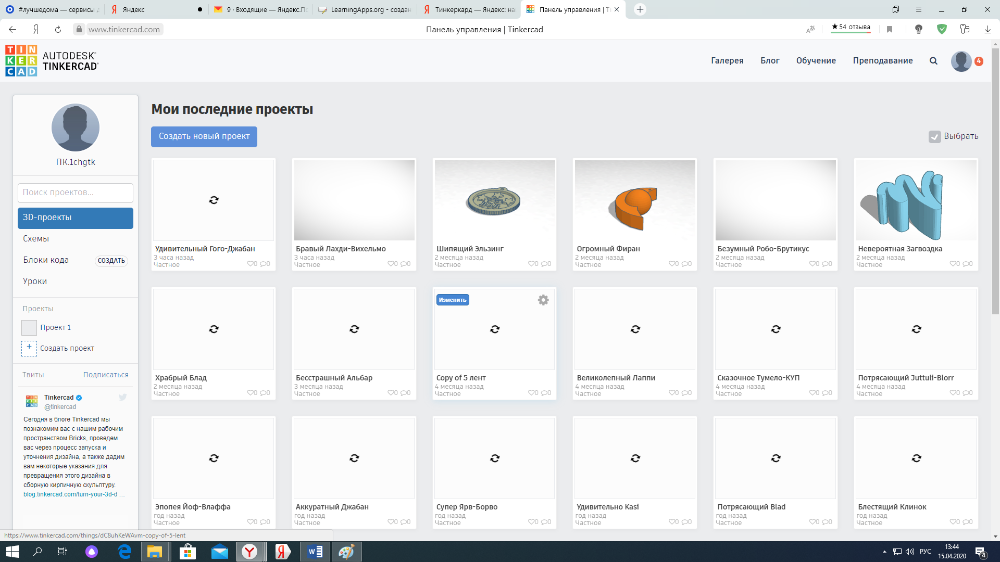 #лучшедома — сервисы д
Яндекс
9 · Входящие — Яндекс.По
LearningApps.org - создан
Тинкеркард — Яндекс: на
Панель управления | Ti
www.tinkercad.com
Панель управления | Tinkercad
★54 отзыва
TIN
KER
CAD
AUTODESK®
TINKERCAD®
Галерея
Блог
Обучение
Преподавание
4
ПК.1chgtk
Поиск проектов...
3D-проекты
Схемы
Блоки кода
СОЗДАТЬ
Уроки
Проекты
Проект 1
+ Создать проект
Твиты
Подписаться
Tinkercad
@tinkercad
Сегодня в блоге Tinkercad мы
познакомим вас с нашим рабочим
пространством Bricks, проведем
вас через процесс запуска и
уточнения дизайна, а также дадим
вам некоторые указания для
превращения этого дизайна в
сборную кирпичную скульптуру.
blog.tinkercad.com/turn-your-3d-d …
Мои последние проекты
Создать новый проект
Выбрать
Удивительный Гого-Джабан
3 часа назад
Частное
0 0
Бравый Лахди-Вихельмо
3 часа назад
Частное
0 0
Шипящий Эльзинг
2 месяца назад
Частное
0 0
Огромный Фиран
2 месяца назад
Частное
0 0
Безумный Робо-Брутикус
2 месяца назад
Частное
0 0
Невероятная Загвоздка
2 месяца назад
Частное
0 0
Храбрый Блад
2 месяца назад
Частное
0 0
Бесстрашный Альбар
3 месяца назад
Частное
0 0
Изменить
Copy of 5 лент
4 месяца назад
Частное
0 0
Великолепный Лаппи
4 месяца назад
Частное
0 0
Сказочное Тумело-КУП
4 месяца назад
Частное
0 0
Потрясающий Juttuli-Blorr
4 месяца назад
Частное
0 0
Эпопея Йоф-Влаффа
год назад
Частное
0 0
Аккуратный Джабан
год назад
Частное
0 0
Супер Ярв-Борво
год назад
Частное
0 0
Удивительно Kasi
год назад
Частное
0 0
Потрясающий Blad
год назад
Частное
0 0
Блестящий Клинок
год назад
Частное
0 0
https://www.tinkercad.com/things/dC8uhKeWAvm-copy-of-5-lent
РУС
13:44
15.04.2020
4